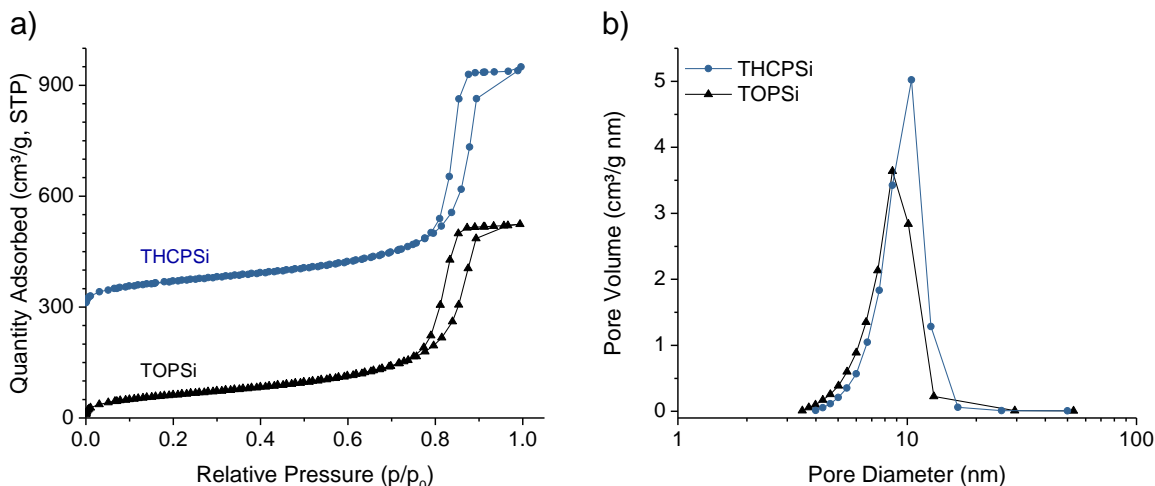 a)
Quantity Adsorbed (cm³/g, STP)
900
600
300
0
THCPSi
TOPSi
0.0 0.2 0.4 0.6 0.8 1.0
Relative Pressure (p/p₀)
b)
THCPSi
TOPSi
Pore Volume (cm³/g nm)
5
4
3
2
1
0
1 10 100
Pore Diameter (nm)